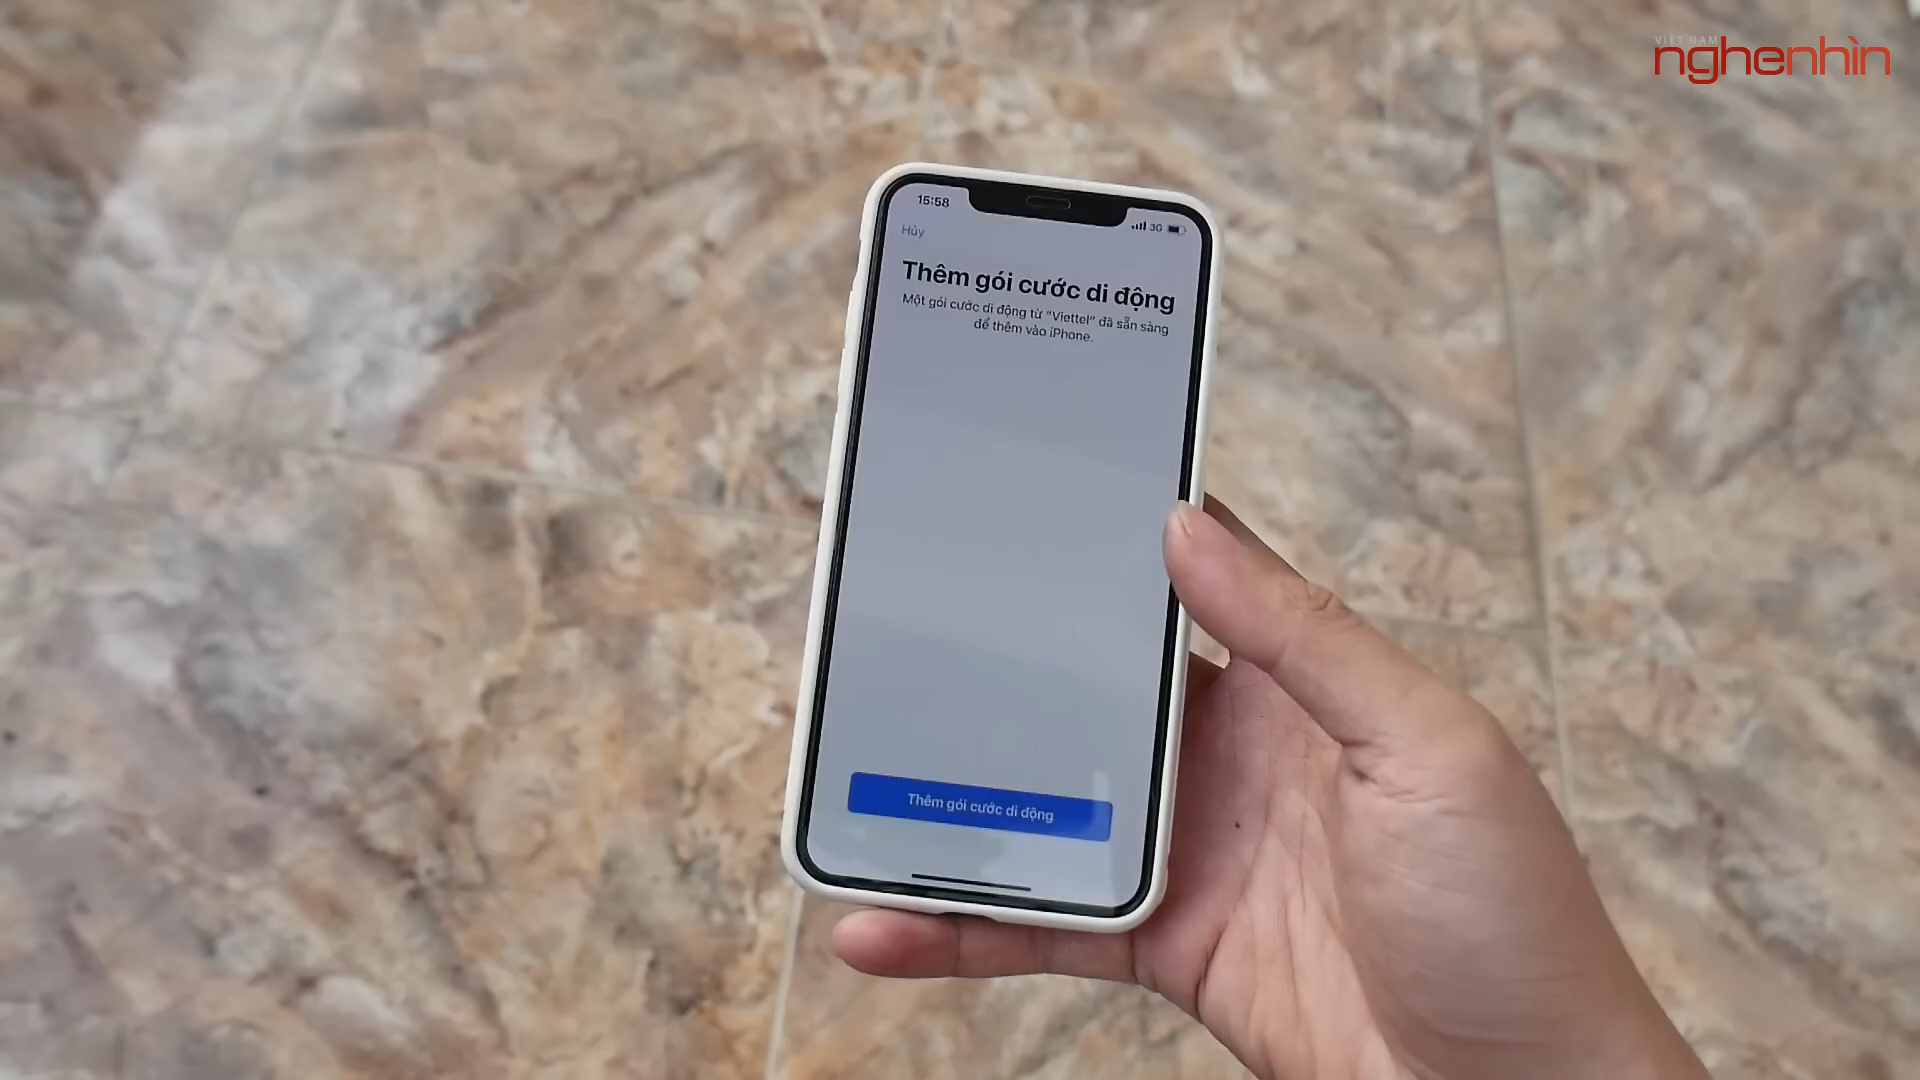 VIỆT NAM
nghenhìn
15:58
3G
Hủy
Thêm gói cước di động
Một gói cước di động từ "Viettel" đã sẵn sàng
để thêm vào iPhone.
Thêm gói cước di động